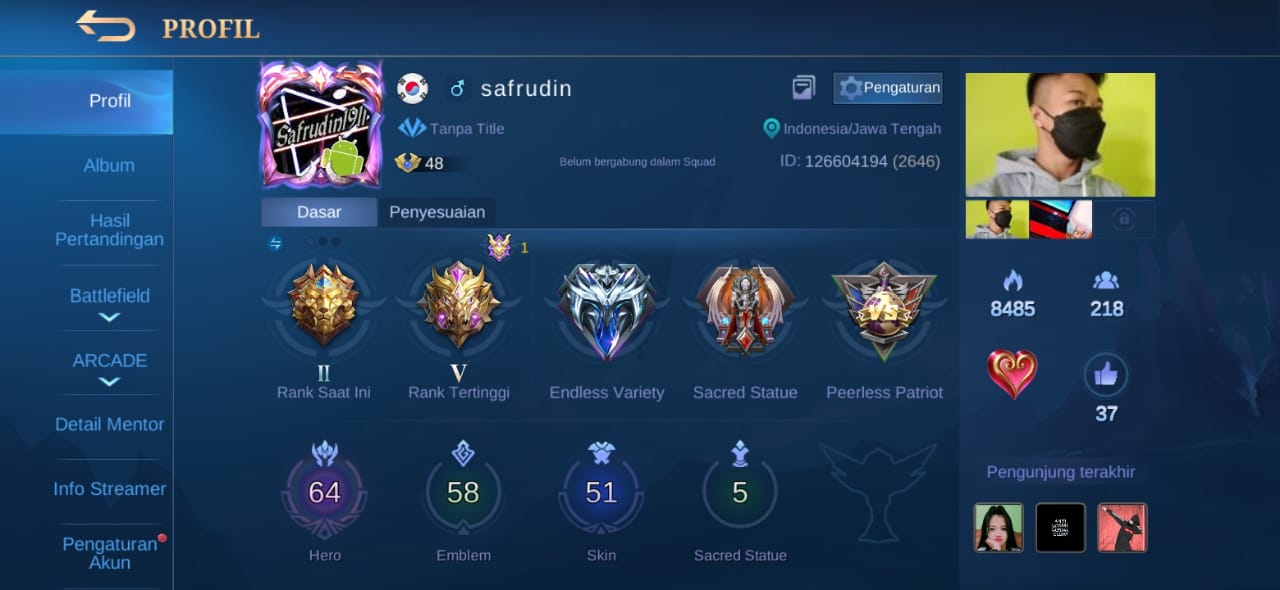 PROFIL
Profil
Album
Hasil
Pertandingan
Battlefield
ARCADE
Detail Mentor
Info Streamer
Pengaturan
Akun
Safrudin1911
safrudin
Pengaturan
Tanpa Title
Indonesia/Jawa Tengah
48
Belum bergabung dalam Squad
ID: 126604194 (2646)
Dasar
Penyesuaian
1
VS
II
V
Rank Saat Ini
Rank Tertinggi
Endless Variety
Sacred Statue
Peerless Patriot
64
58
51
5
Hero
Emblem
Skin
Sacred Statue
8485
218
37
Pengunjung terakhir